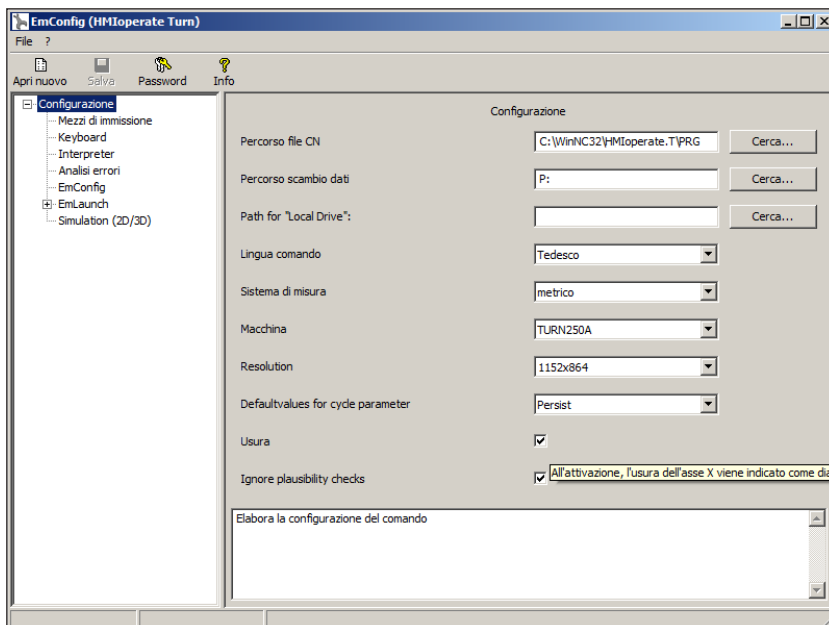 EmConfig (HMIoperate Turn)
File ?
Apri nuovo Salva Password Info
Configurazione
Mezzi di immissione
Keyboard
Interpreter
Analisi errori
EmConfig
EmLaunch
Simulation (2D/3D)
Configurazione
Percorso file CN C:\WinNC32\HMIoperate.T\PRG Cerca...
Percorso scambio dati P: Cerca...
Path for "Local Drive": Cerca...
Lingua comando Tedesco
Sistema di misura metrico
Macchina TURN250A
Resolution 1152x864
Defaultvalues for cycle parameter Persist
Usura
Ignore plausibility checks All'attivazione, l'usura dell'asse X viene indicato come dia
Elabora la configurazione del comando